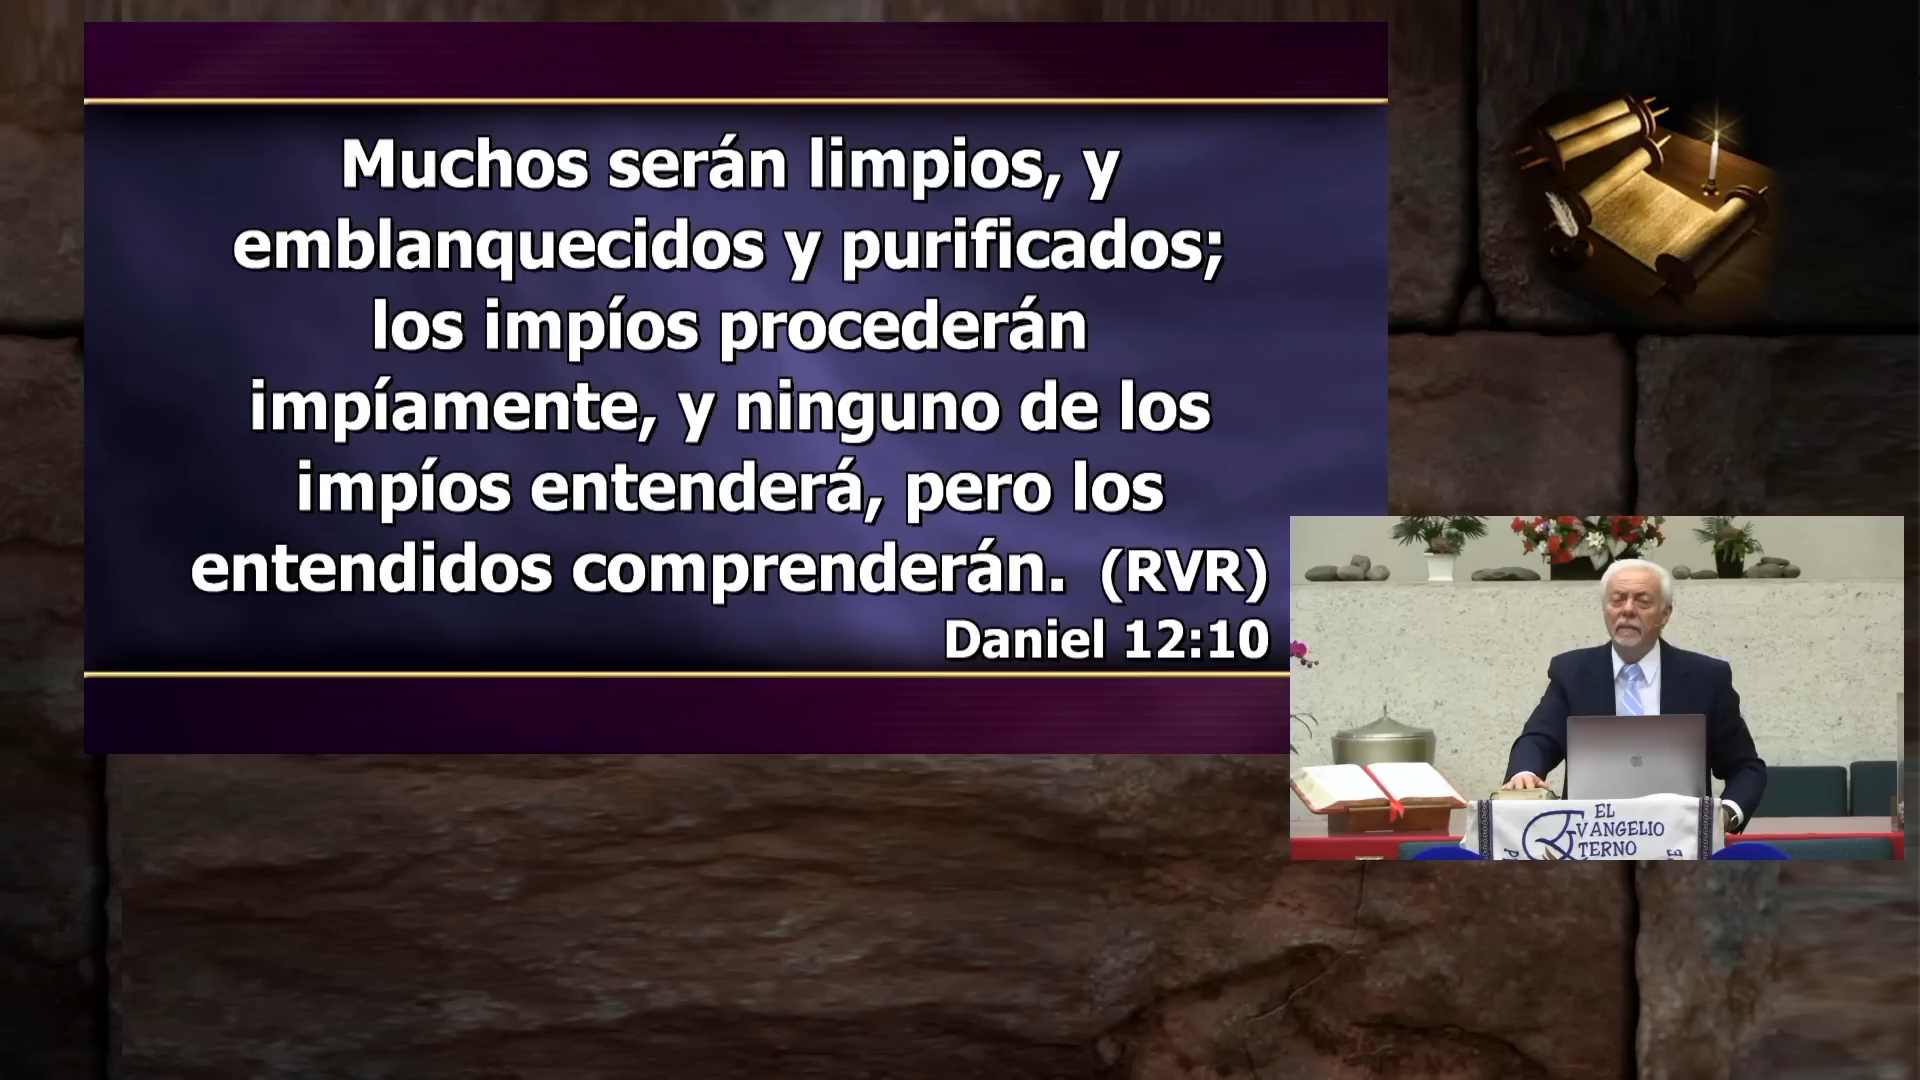 Muchos serán limpios, y
emblanquecidos y purificados;
los impíos procederán
impíamente, y ninguno de los
impíos entenderá, pero los
entendidos comprenderán. (RVR)
Daniel 12:10
EL
VANGELIO
TERNO